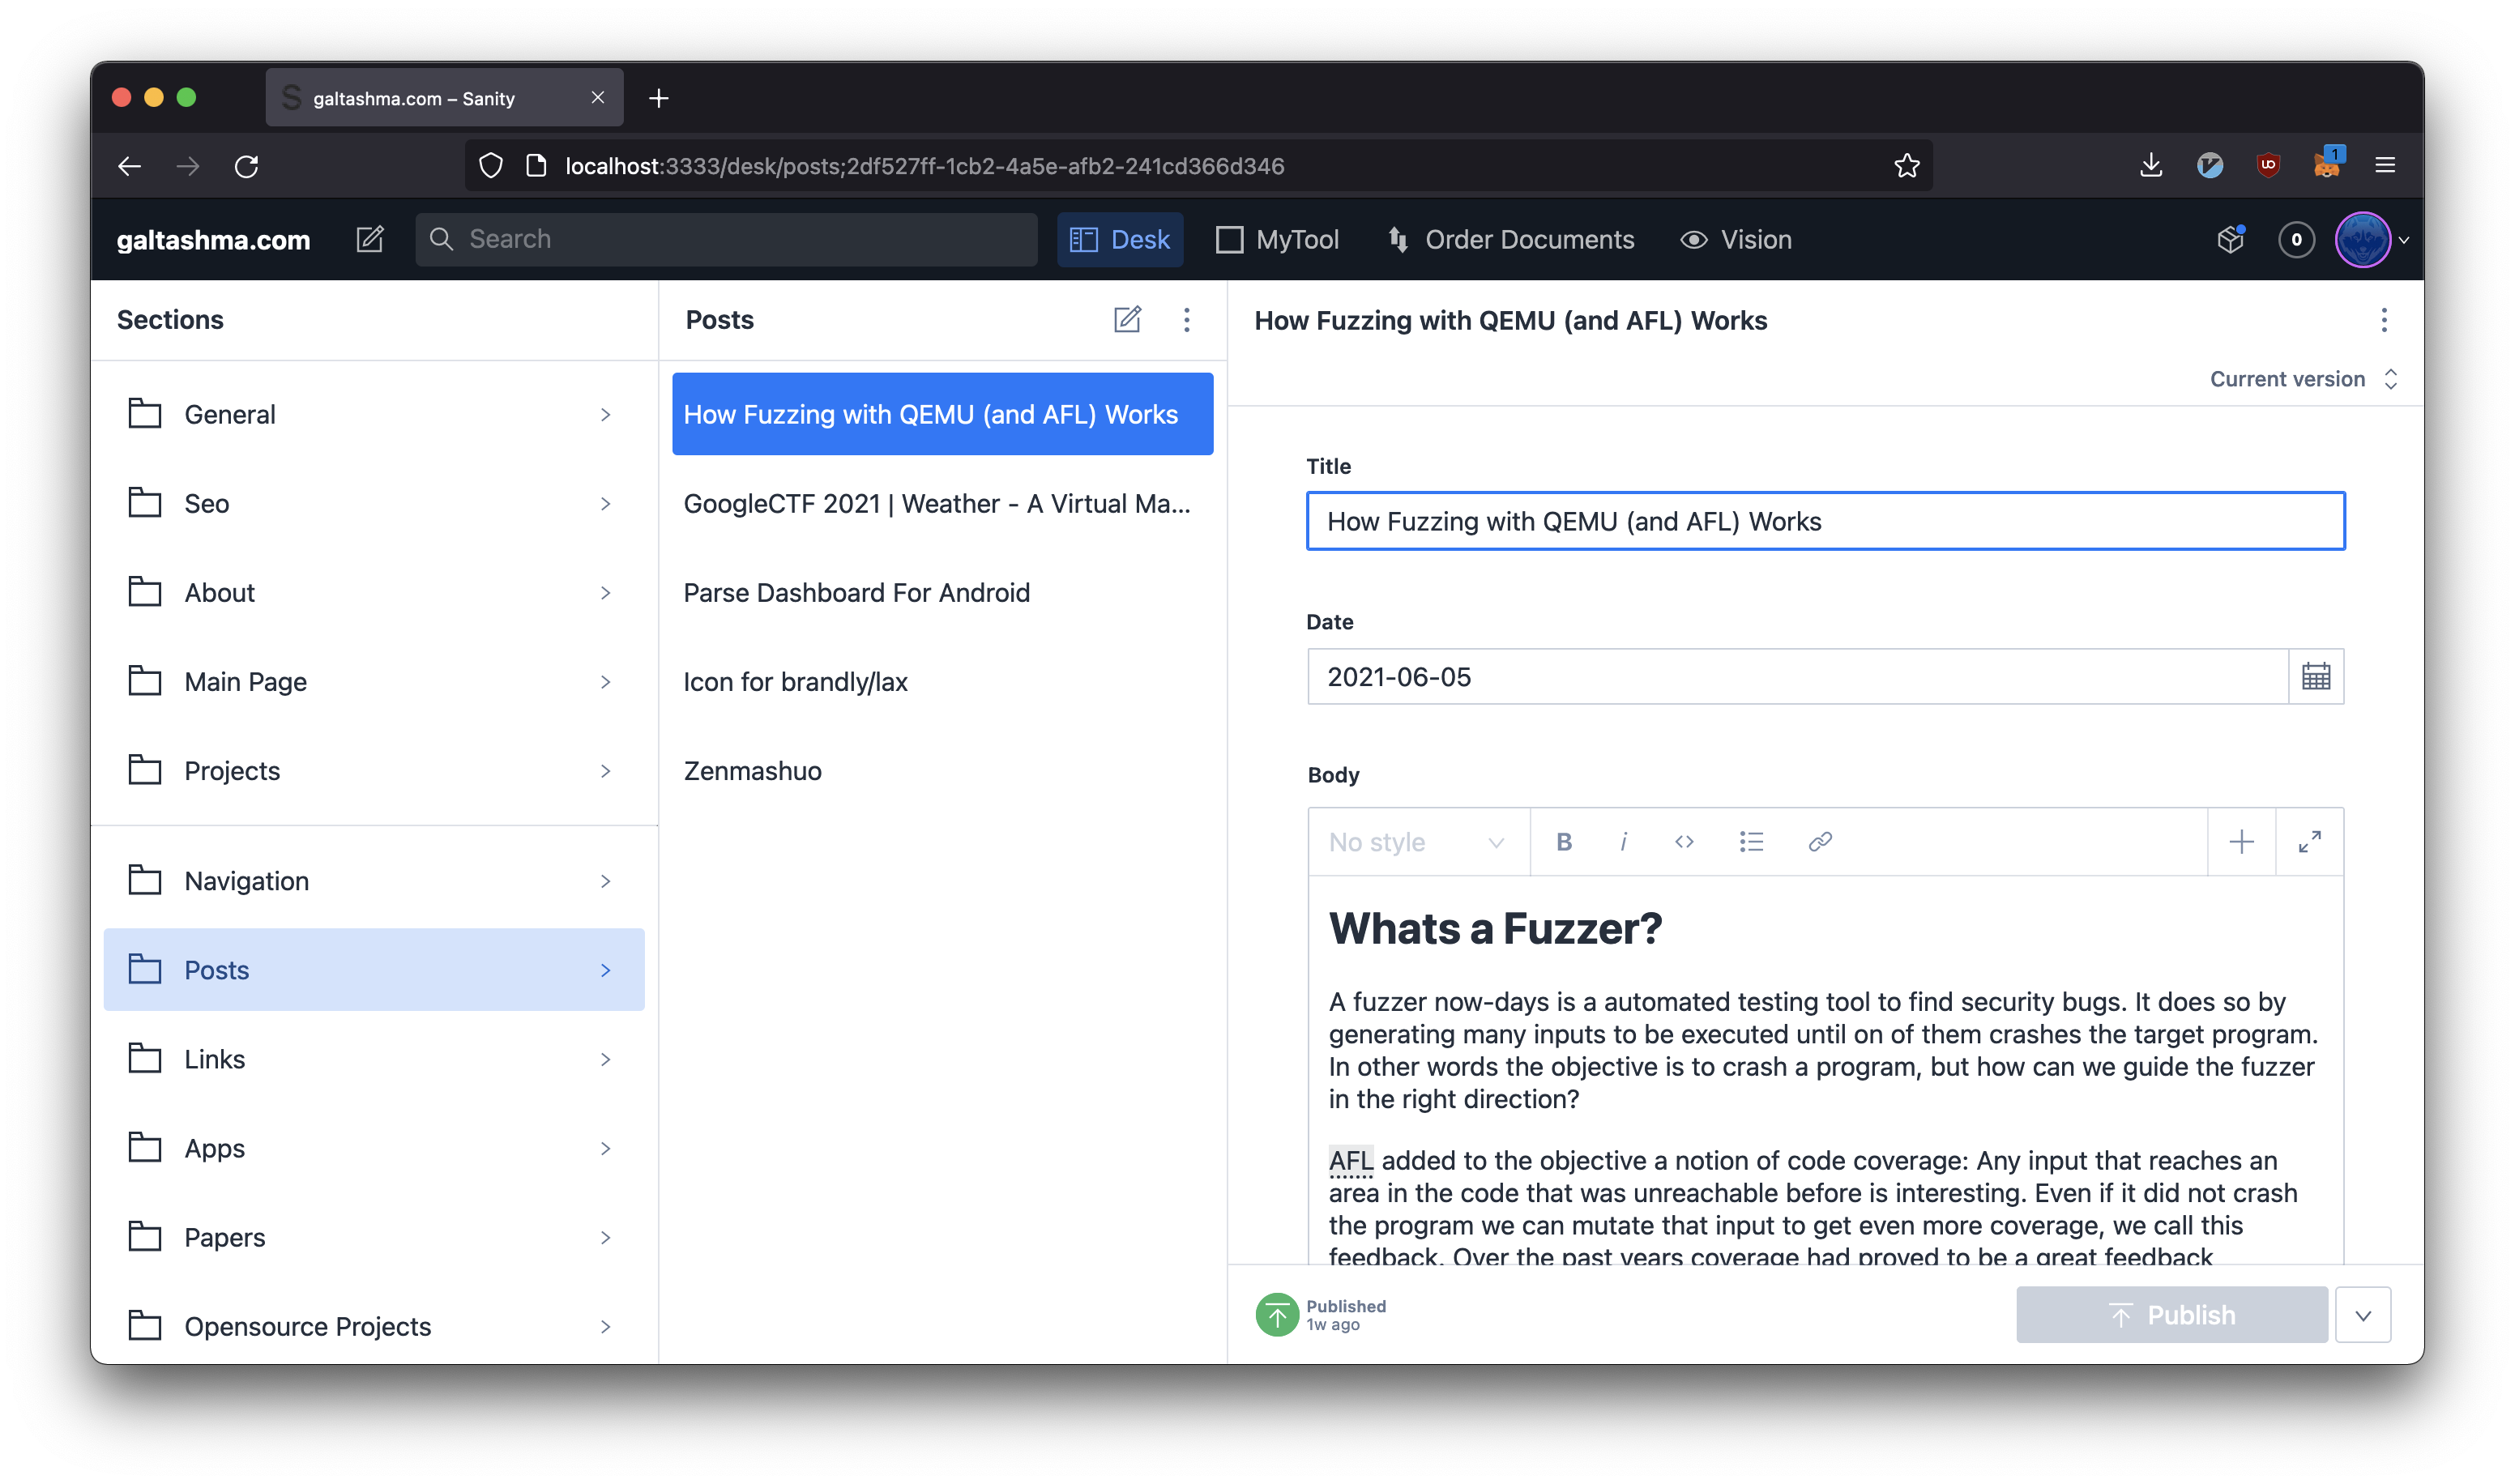 galtashma.com – Sanity
localhost:3333/desk/posts;2df527ff-1cb2-4a5e-afb2-241cd366d346
1
galtashma.com
Search
Desk
MyTool
Order Documents
Vision
0
Sections
General
Seo
About
Main Page
Projects
Navigation
Posts
Links
Apps
Papers
Opensource Projects
Posts
How Fuzzing with QEMU (and AFL) Works
GoogleCTF 2021 | Weather - A Virtual Ma...
Parse Dashboard For Android
Icon for brandly/lax
Zenmashuo
How Fuzzing with QEMU (and AFL) Works
Current version
Title
How Fuzzing with QEMU (and AFL) Works
Date
2021-06-05
Body
No style
B
i
Whats a Fuzzer?
A fuzzer now-days is a automated testing tool to find security bugs. It does so by
generating many inputs to be executed until on of them crashes the target program.
In other words the objective is to crash a program, but how can we guide the fuzzer
in the right direction?
AFL added to the objective a notion of code coverage: Any input that reaches an
area in the code that was unreachable before is interesting. Even if it did not crash
the program we can mutate that input to get even more coverage, we call this
feedback. Over the past years coverage had proved to be a great feedback
Published
1w ago
Publish